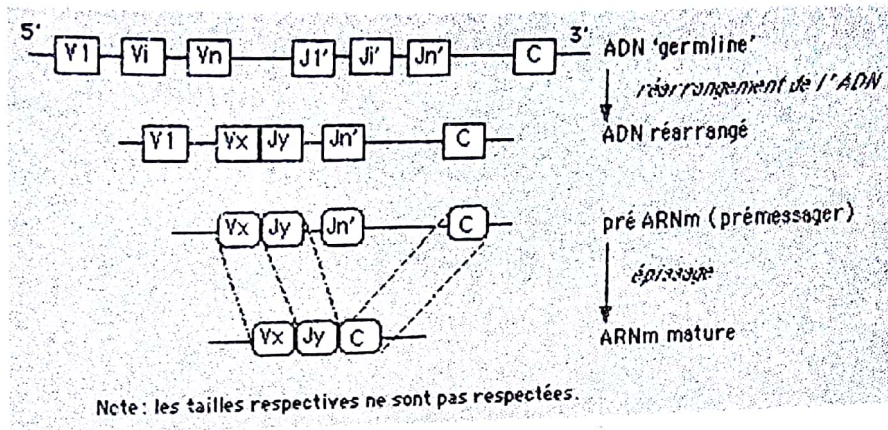 5' 3'
V1 Vi Vn J1' Ji' Jn' C ADN 'germline'
réarrangement de l'ADN
V1 Vx Jy Jn' C ADN réarrangé
Vx Jy Jn' C pré ARNm (prémessager)
épissage
Vx Jy C ARNm mature
Note: les tailles respectives ne sont pas respectées.